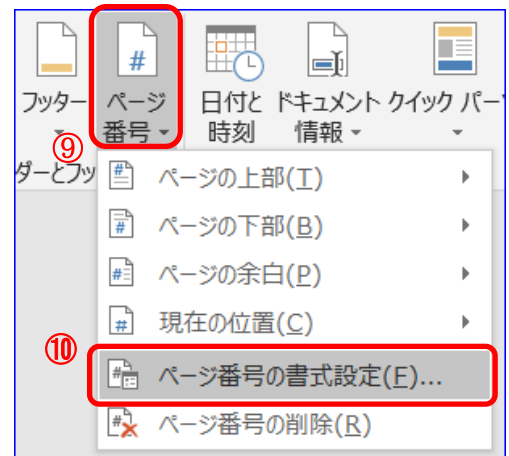 フッター ページ 日付と ドキュメント クイック パー
番号 時刻 情報
⑨
ダーとフッ
ページの上部(T)
ページの下部(B)
ページの余白(P)
現在の位置(C)
⑩
ページ番号の書式設定(F)...
ページ番号の削除(R)